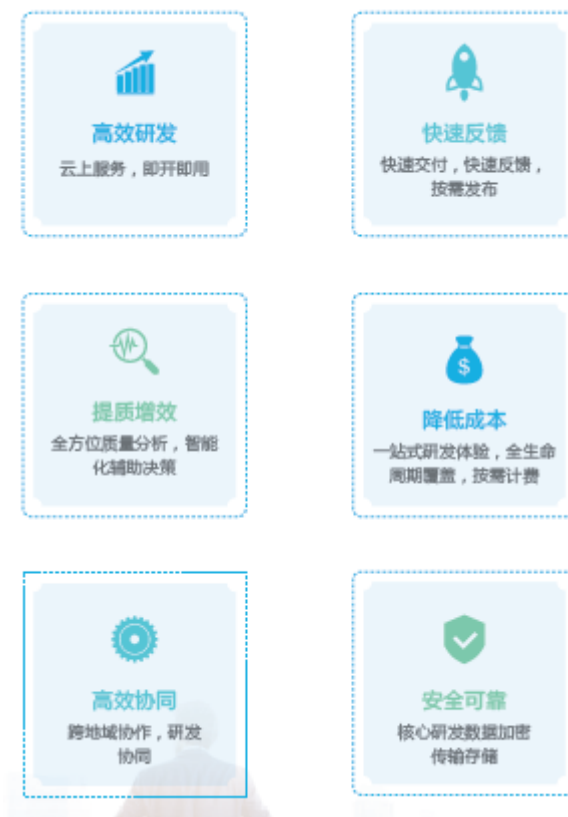 高效研发
云上服务，即开即用
快速反馈
快速交付，快速反馈，
按需发布
提质增效
全方位质量分析，智能
化辅助决策
$
降低成本
一站式研发体验，全生命
周期覆盖，按需计费
高效协同
跨地域协作，研发
协同
安全可靠
核心研发数据加密
传输存储